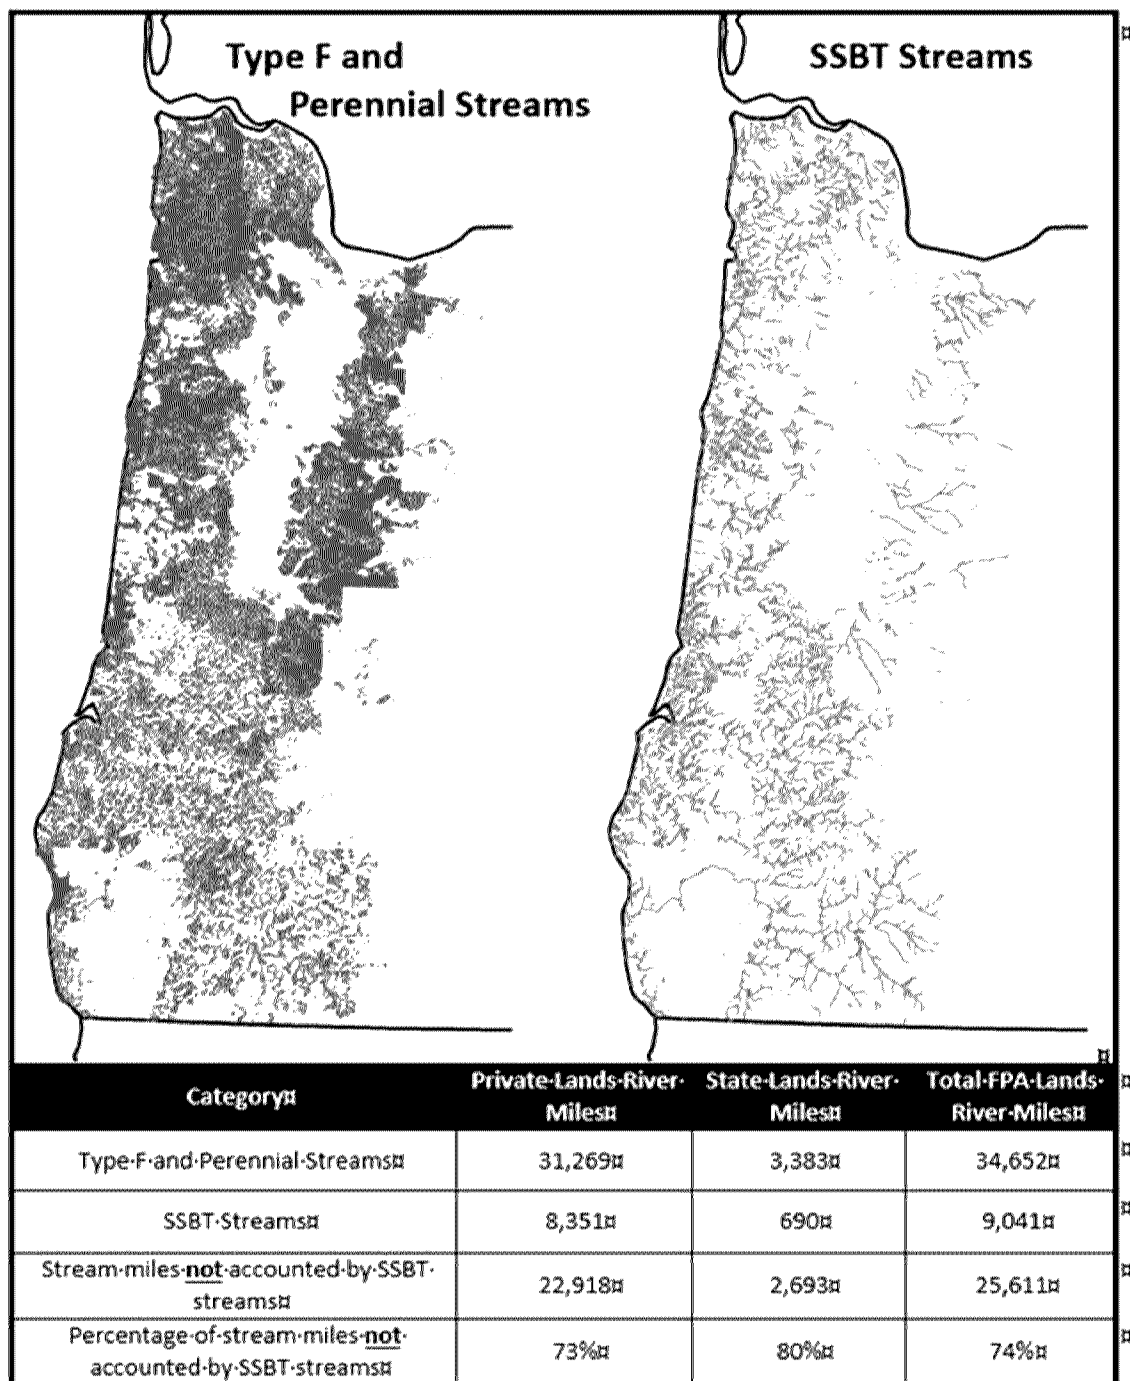 Type F and
Perennial Streams
SSBT Streams
¤
¤
Category¤
Private·Lands·River·
Miles¤
State·Lands·River·
Miles¤
Total·FPA·Lands·
River·Miles¤
¤
Type·F·and·Perennial·Streams¤
31,269¤
3,383¤
34,652¤
¤
SSBT·Streams¤
8,351¤
690¤
9,041¤
¤
Stream·miles·not·accounted·by·SSBT·
streams¤
22,918¤
2,693¤
25,611¤
¤
Percentage·of·stream·miles·not·
accounted·by·SSBT·streams¤
73%¤
80%¤
74%¤
¤